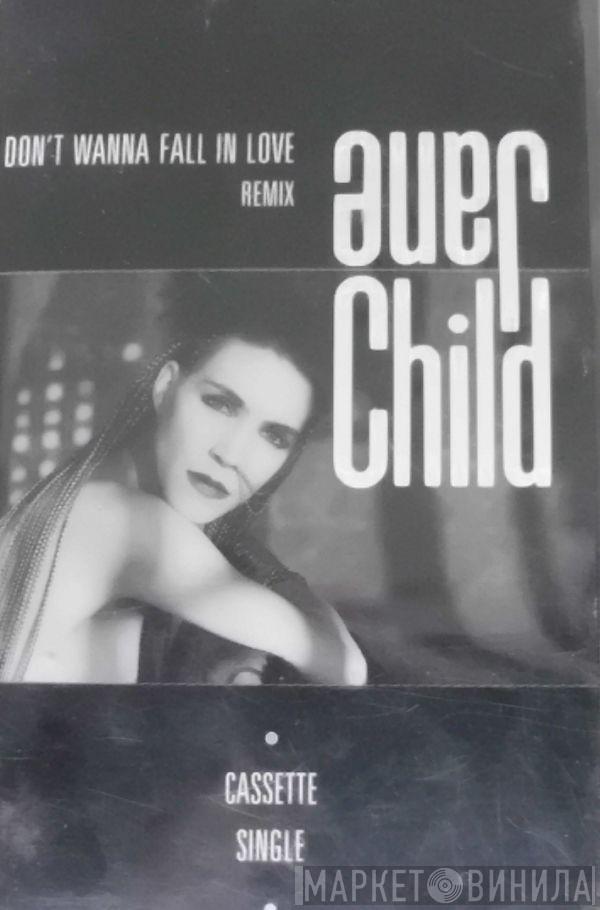 DON'T WANNA FALL IN LOVE
REMIX
Jane
Child
CASSETTE
SINGLE
МАРКЕТ ВИНИЛА